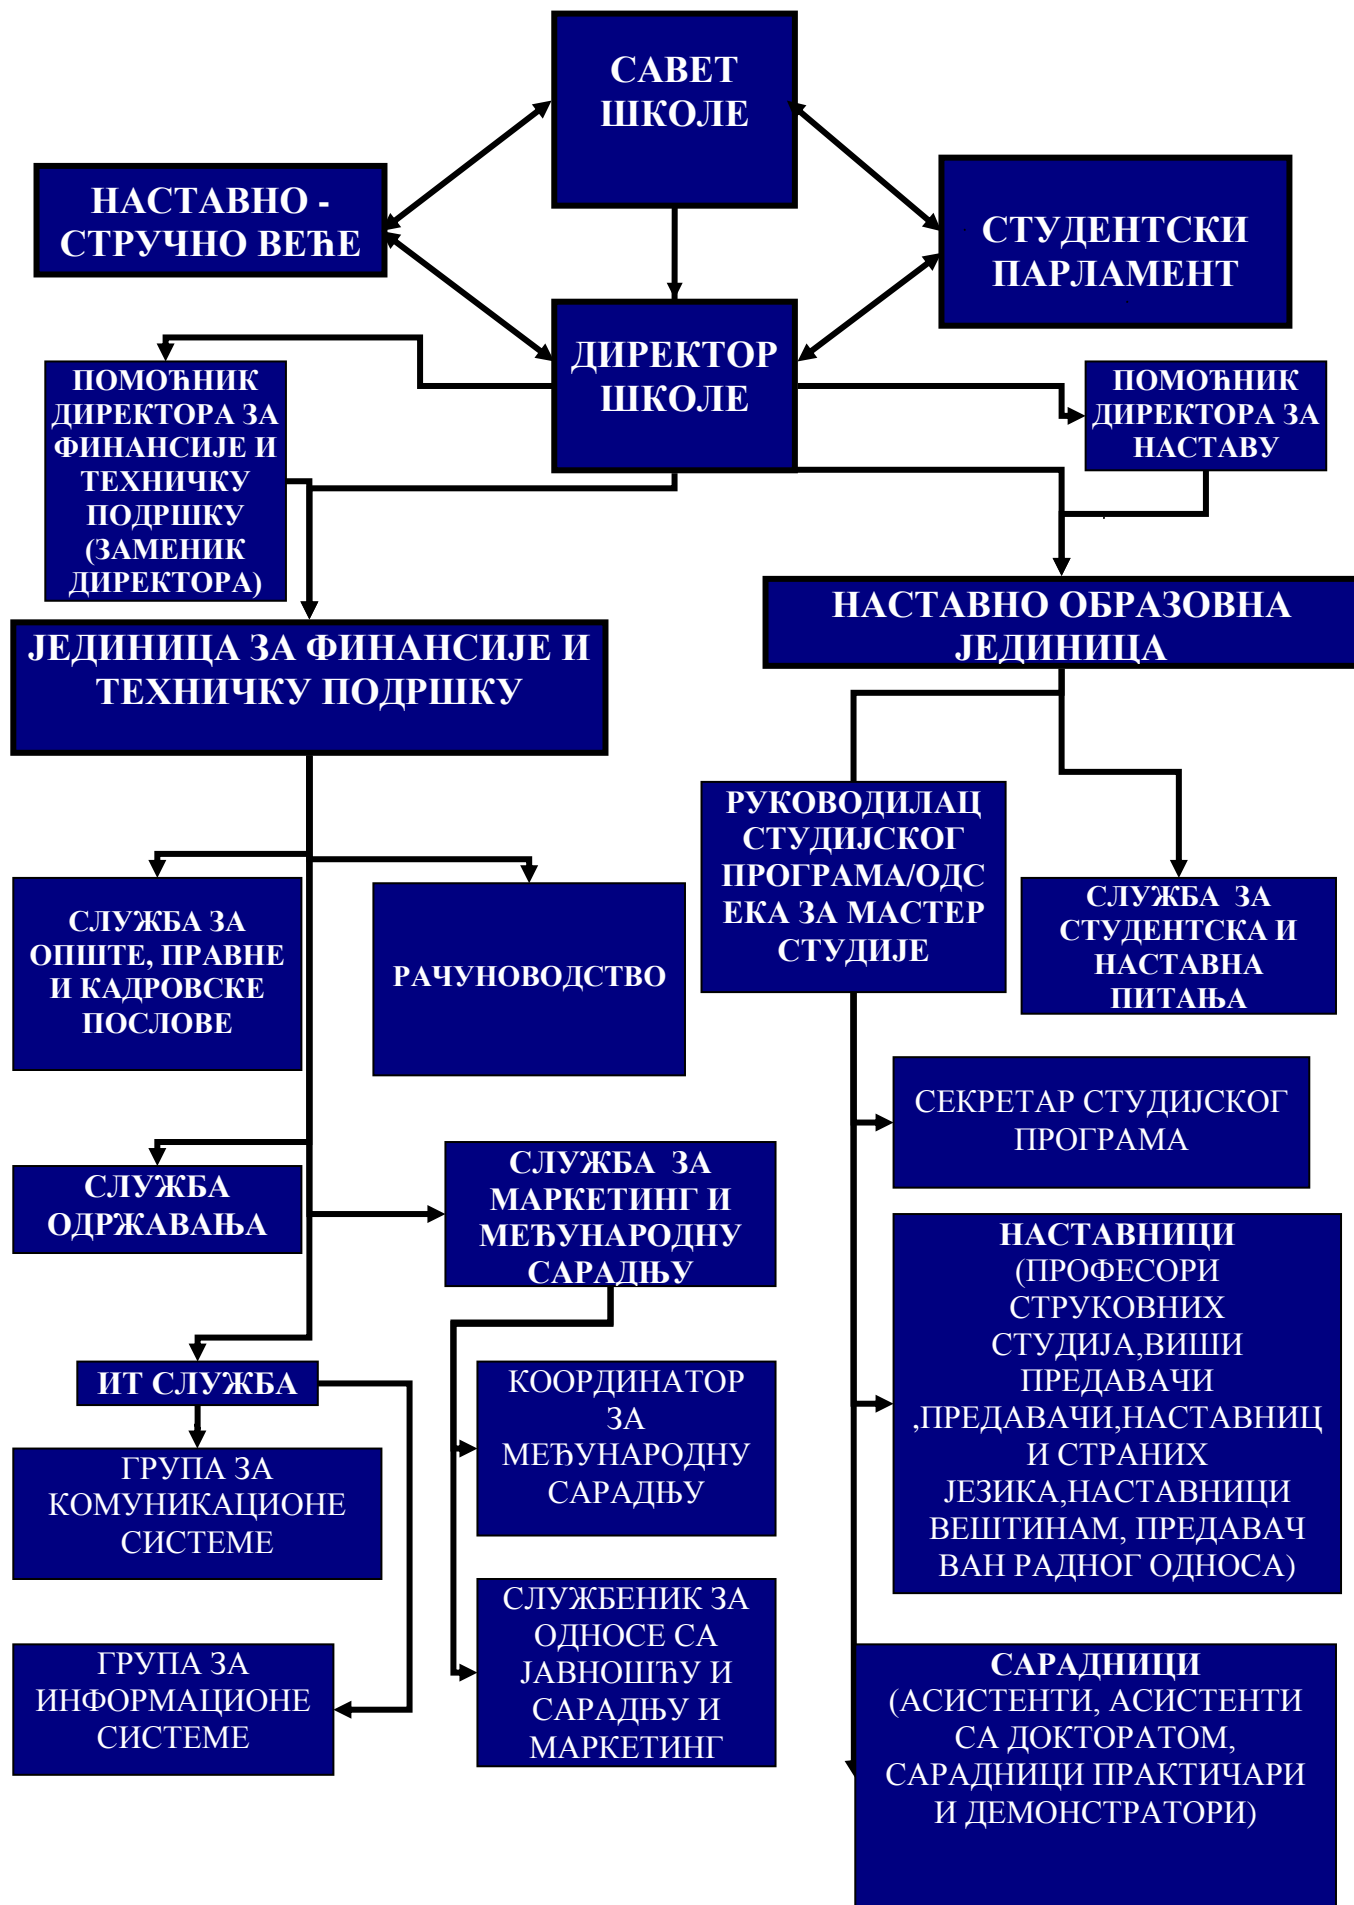 САВЕТ
ШКОЛЕ
НАСТАВНО -
СТРУЧНО ВЕЋЕ
СТУДЕНТСКИ
ПАРЛАМЕНТ
ДИРЕКТОР
ШКОЛЕ
ПОМОЋНИК
ДИРЕКТОРА ЗА
ФИНАНСИЈЕ И
ТЕХНИЧКУ
ПОДРШКУ
(ЗАМЕНИК
ДИРЕКТОРА)
ПОМОЋНИК
ДИРЕКТОРА ЗА
НАСТАВУ
ЈЕДИНИЦА ЗА ФИНАНСИЈЕ И
ТЕХНИЧКУ ПОДРШКУ
НАСТАВНО ОБРАЗОВНА
ЈЕДИНИЦА
РУКОВОДИЛАЦ
СТУДИЈСКОГ
ПРОГРАМА/ОДС
ЕКА ЗА МАСТЕР
СТУДИЈЕ
СЛУЖБА ЗА
СТУДЕНТСКА И
НАСТАВНА
ПИТАЊА
СЛУЖБА ЗА
ОПШТЕ, ПРАВНЕ
И КАДРОВСКЕ
ПОСЛОВЕ
РАЧУНОВОДСТВО
СЕКРЕТАР СТУДИЈСКОГ
ПРОГРАМА
СЛУЖБА
ОДРЖАВАЊА
СЛУЖБА ЗА
МАРКЕТИНГ И
МЕЂУНАРОДНУ
САРАДЊУ
НАСТАВНИЦИ
(ПРОФЕСОРИ
СТРУКОВНИХ
СТУДИЈА,ВИШИ
ПРЕДАВАЧИ
,ПРЕДАВАЧИ,НАСТАВНИЦ
И СТРАНИХ
ЈЕЗИКА,НАСТАВНИЦИ
ВЕШТИНАМ, ПРЕДАВАЧ
ВАН РАДНОГ ОДНОСА)
ИТ СЛУЖБА
КООРДИНАТОР
ЗА
МЕЂУНАРОДНУ
САРАДЊУ
ГРУПА ЗА
КОМУНИКАЦИОНЕ
СИСТЕМЕ
СЛУЖБЕНИК ЗА
ОДНОСЕ СА
ЈАВНОШЋУ И
САРАДЊУ И
МАРКЕТИНГ
ГРУПА ЗА
ИНФОРМАЦИОНЕ
СИСТЕМЕ
САРАДНИЦИ
(АСИСТЕНТИ, АСИСТЕНТИ
СА ДОКТОРАТОМ,
САРАДНИЦИ ПРАКТИЧАРИ
И ДЕМОНСТРАТОРИ)